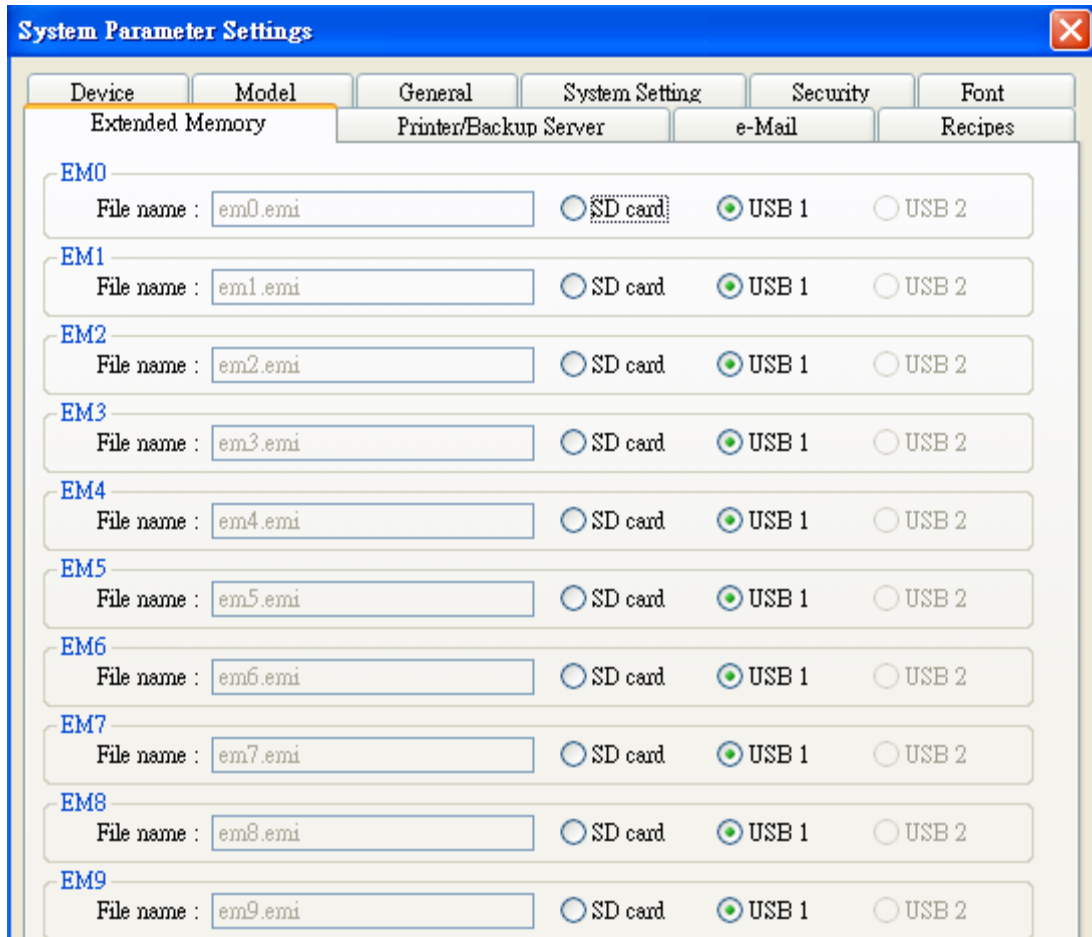 System Parameter Settings
Device Model General System Setting Security Font
Extended Memory Printer/Backup Server e-Mail Recipes
EM0
File name : em0.emi SD card USB 1 USB 2
EM1
File name : em1.emi SD card USB 1 USB 2
EM2
File name : em2.emi SD card USB 1 USB 2
EM3
File name : em3.emi SD card USB 1 USB 2
EM4
File name : em4.emi SD card USB 1 USB 2
EM5
File name : em5.emi SD card USB 1 USB 2
EM6
File name : em6.emi SD card USB 1 USB 2
EM7
File name : em7.emi SD card USB 1 USB 2
EM8
File name : em8.emi SD card USB 1 USB 2
EM9
File name : em9.emi SD card USB 1 USB 2